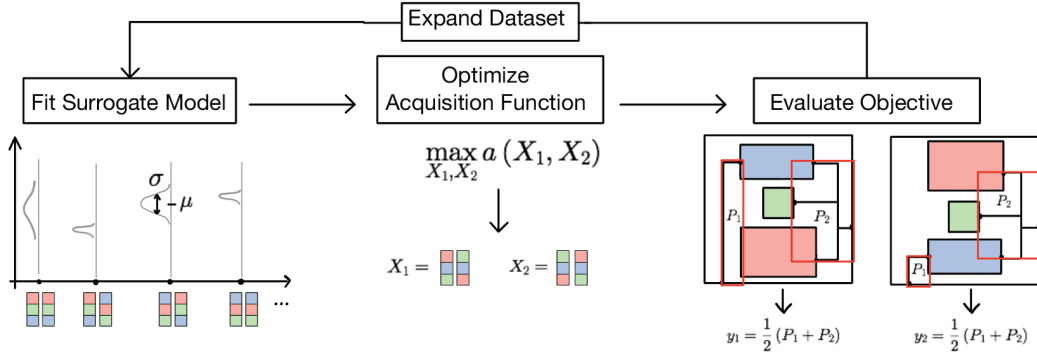 Expand Dataset
Fit Surrogate Model
Optimize
Acquisition Function
Evaluate Objective
σ
μ
...
max a (X₁, X₂)
X₁,X₂
X₁ =
X₂ =
P₁
P₂
P₂
P₁
y₁ = 1/2 (P₁ + P₂)
y₂ = 1/2 (P₁ + P₂)